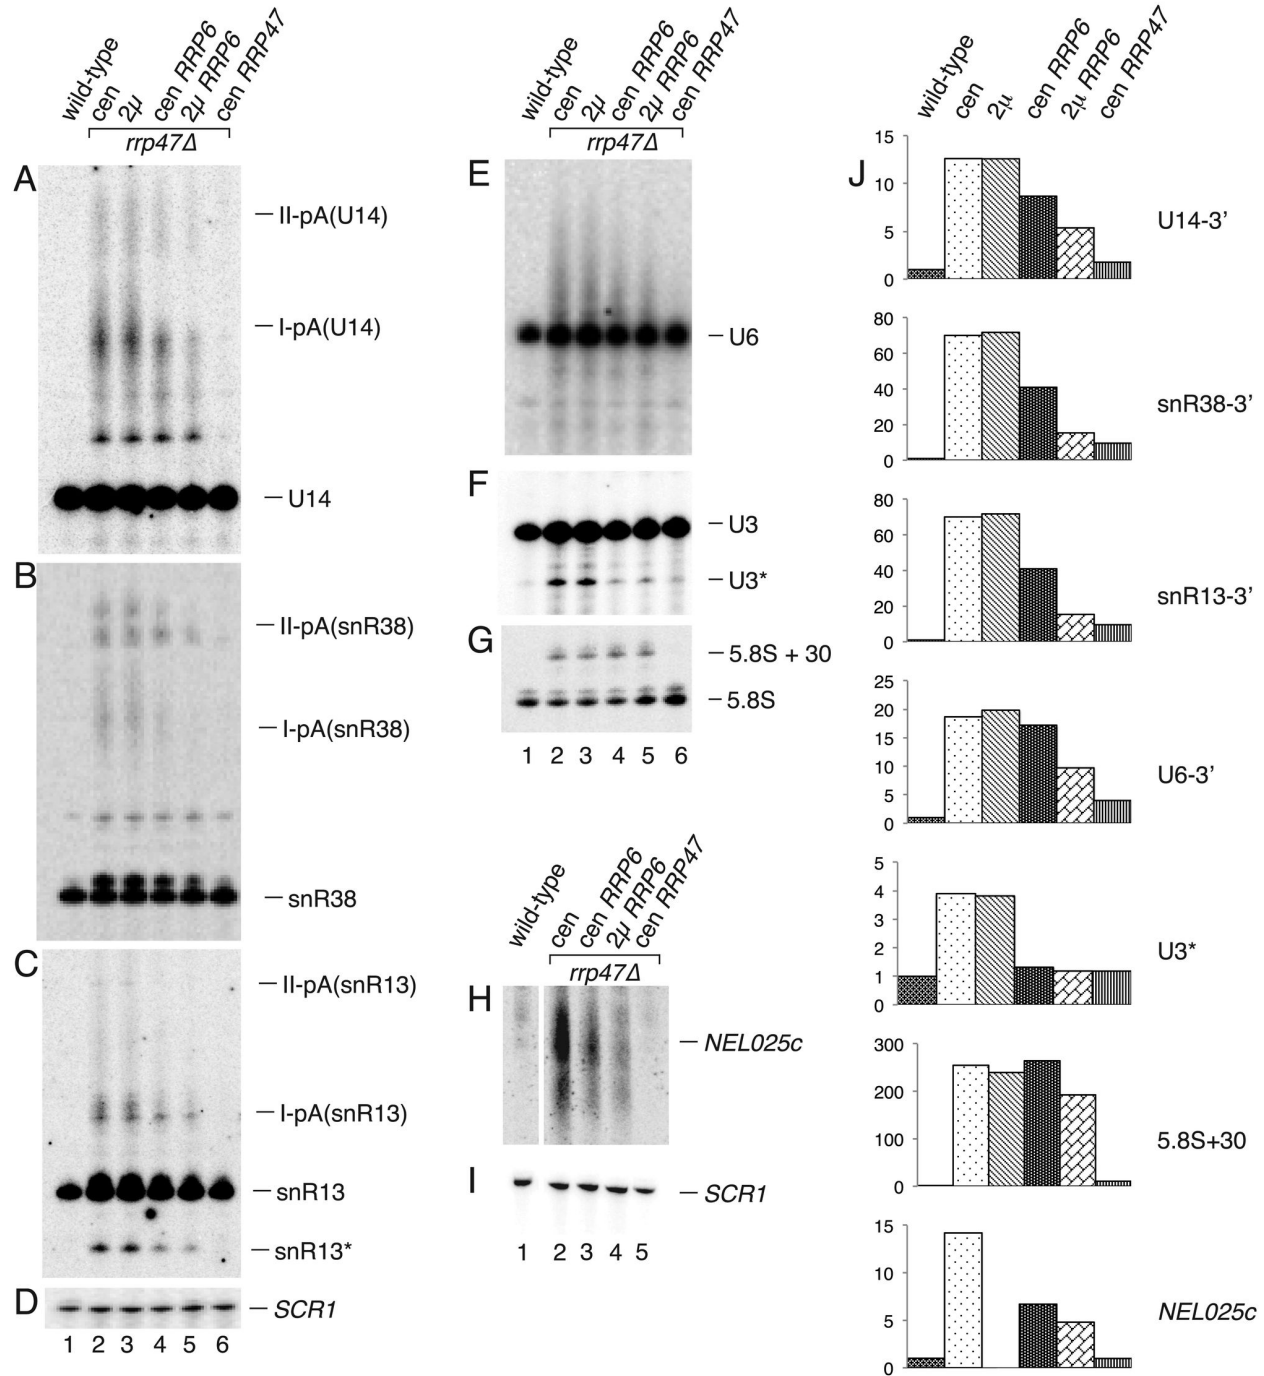 wild-type
cen
2μ
cen RRP6
2μ RRP6
cen RRP47
rrp47Δ
A
II-pA(U14)
I-pA(U14)
U14
B
II-pA(snR38)
I-pA(snR38)
snR38
C
II-pA(snR13)
I-pA(snR13)
snR13
snR13*
D
SCR1
1 2 3 4 5 6
wild-type
cen
2μ
cen RRP6
2μ RRP6
cen RRP47
rrp47Δ
E
U6
F
U3
U3*
G
5.8S + 30
5.8S
1 2 3 4 5 6
wild-type
cen
cen RRP6
2μ RRP6
cen RRP47
rrp47Δ
H
NEL025c
I
SCR1
1 2 3 4 5
wild-type
cen
2μ
cen RRP6
2μ RRP6
cen RRP47
J
15
10
5
0
U14-3’
80
60
40
20
0
snR38-3’
80
60
40
20
0
snR13-3’
25
20
15
10
5
0
U6-3’
5
4
3
2
1
0
U3*
300
200
100
0
5.8S+30
15
10
5
0
NEL025c